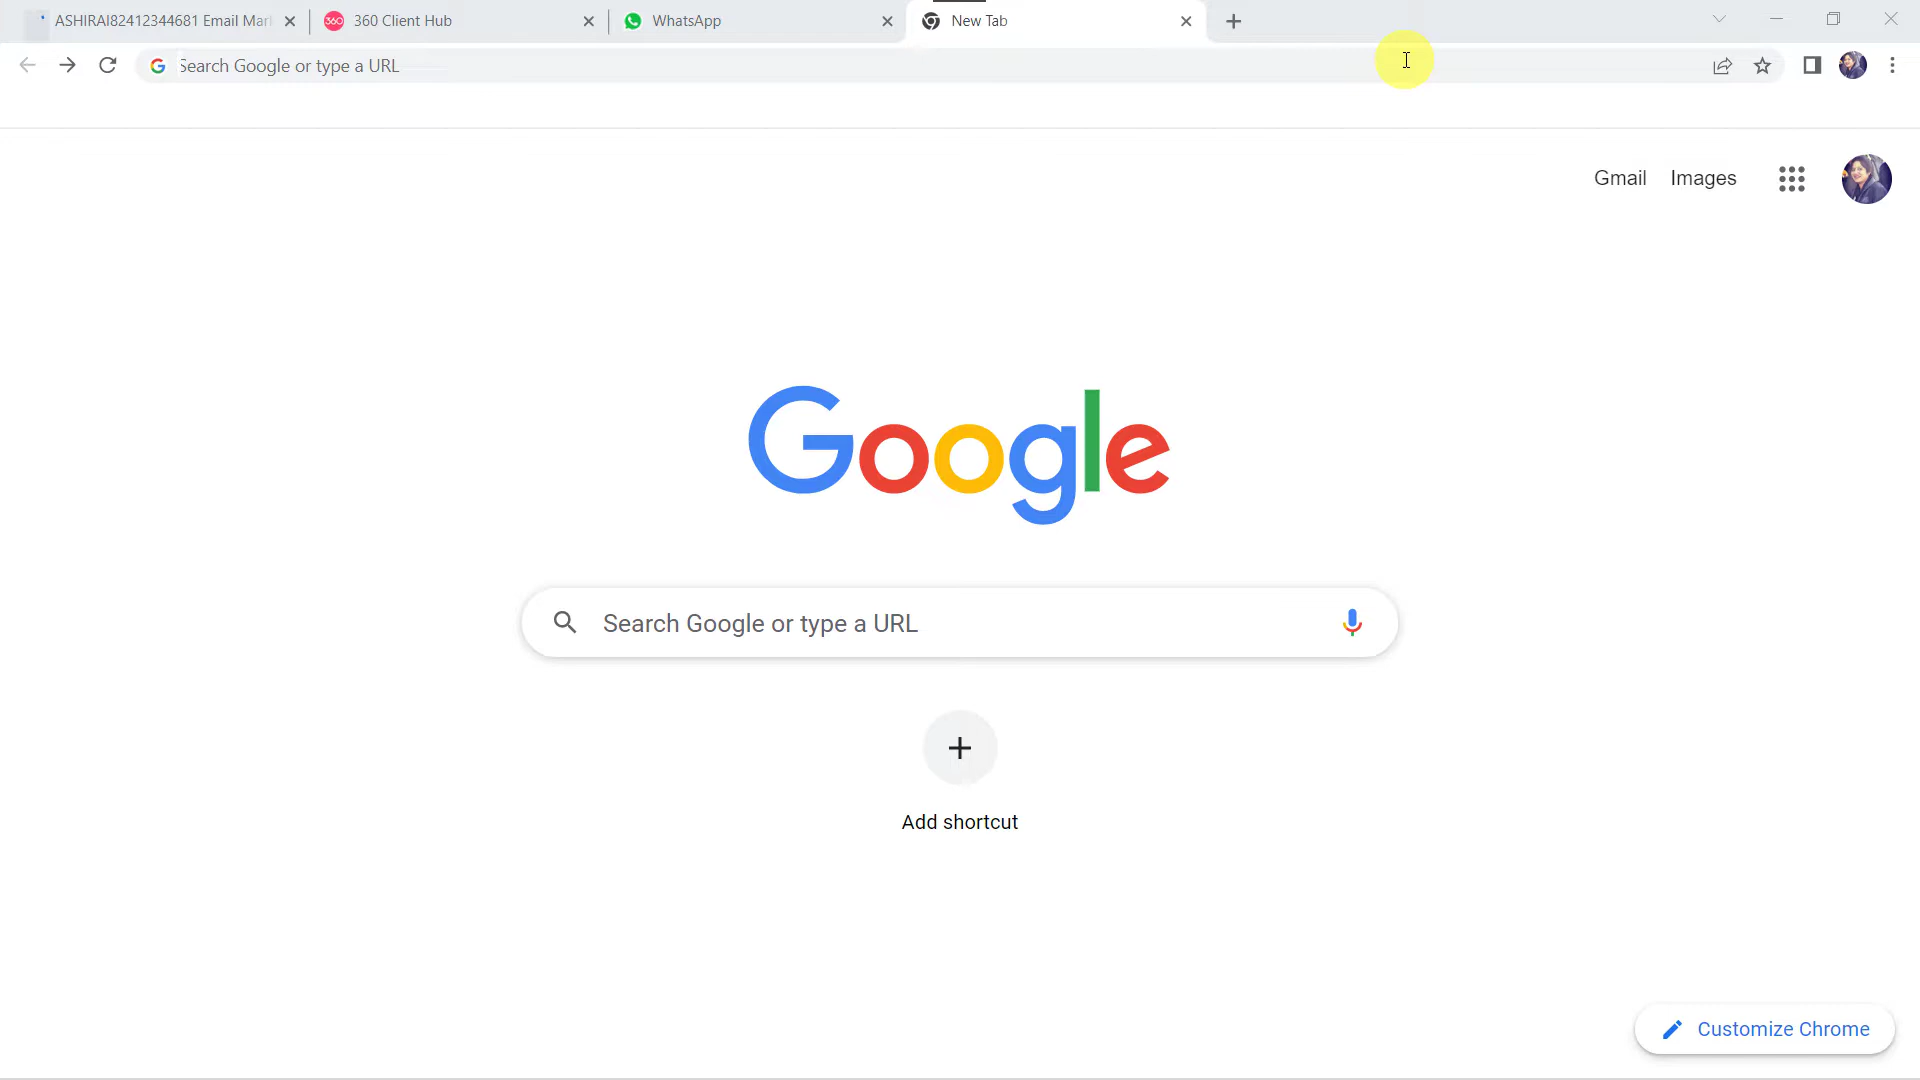 ASHIRAI82412344681 Email Mar
360 Client Hub
WhatsApp
New Tab
Search Google or type a URL
Gmail
Images
Google
Search Google or type a URL
Add shortcut
Customize Chrome